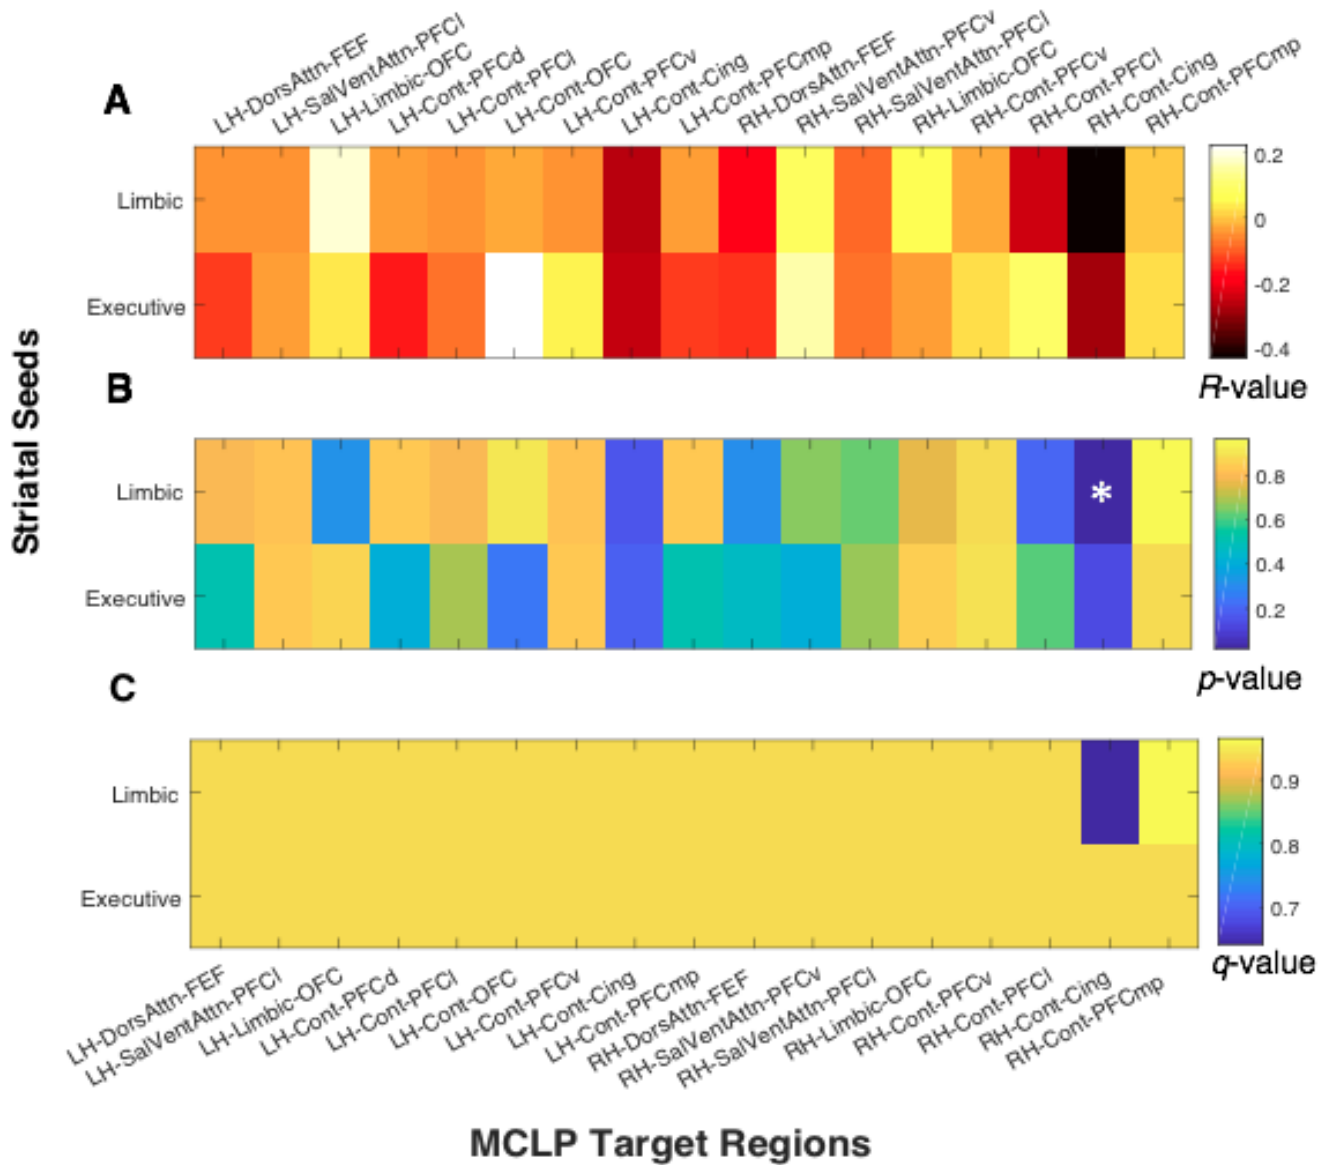 A
LH-DorsAttn-FEF
LH-SalVentAttn-PFCl
LH-Limbic-OFC
LH-Cont-PFCd
LH-Cont-PFCl
LH-Cont-OFC
LH-Cont-PFCv
LH-Cont-Cing
LH-Cont-PFCmp
RH-DorsAttn-FEF
RH-SalVentAttn-PFCv
RH-SalVentAttn-PFCl
RH-Limbic-OFC
RH-Cont-PFCv
RH-Cont-PFCl
RH-Cont-Cing
RH-Cont-PFCmp
Limbic
Executive
0.2
0
-0.2
-0.4
R-value
Striatal Seeds
B
Limbic
*
Executive
0.8
0.6
0.4
0.2
p-value
C
Limbic
Executive
0.9
0.8
0.7
q-value
LH-DorsAttn-FEF
LH-SalVentAttn-PFCl
LH-Limbic-OFC
LH-Cont-PFCd
LH-Cont-PFCl
LH-Cont-OFC
LH-Cont-PFCv
LH-Cont-Cing
LH-Cont-PFCmp
RH-DorsAttn-FEF
RH-SalVentAttn-PFCv
RH-SalVentAttn-PFCl
RH-Limbic-OFC
RH-Cont-PFCv
RH-Cont-PFCl
RH-Cont-Cing
RH-Cont-PFCmp
MCLP Target Regions